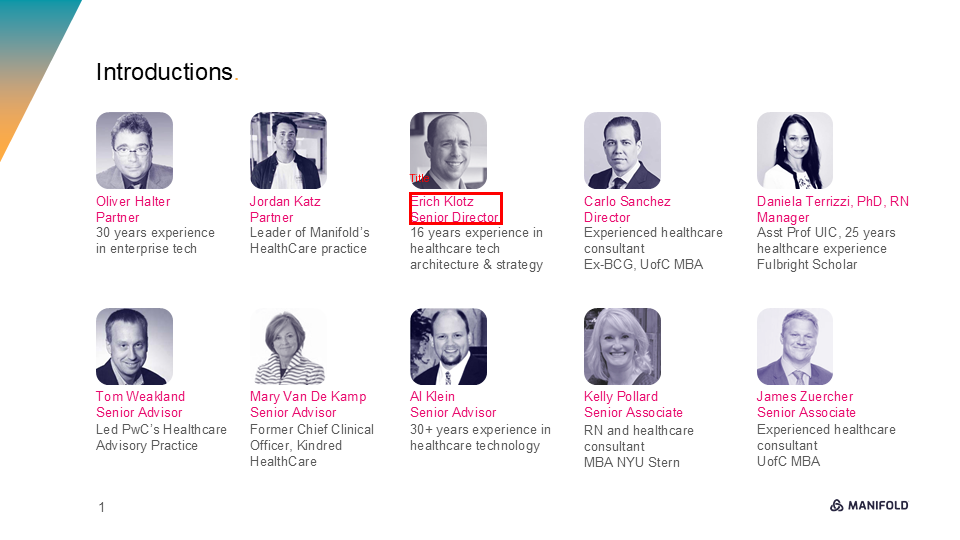 Introductions.
Title
Oliver Halter
Partner
30 years experience
in enterprise tech
Jordan Katz
Partner
Leader of Manifold’s
HealthCare practice
Erich Klotz
Senior Director
16 years experience in
healthcare tech
architecture & strategy
Carlo Sanchez
Director
Experienced healthcare
consultant
Ex-BCG, UofC MBA
Daniela Terrizzi, PhD, RN
Manager
Asst Prof UIC, 25 years
healthcare experience
Fulbright Scholar
Tom Weakland
Senior Advisor
Led PwC’s Healthcare
Advisory Practice
Mary Van De Kamp
Senior Advisor
Former Chief Clinical
Officer, Kindred
HealthCare
Al Klein
Senior Advisor
30+ years experience in
healthcare technology
Kelly Pollard
Senior Associate
RN and healthcare
consultant
MBA NYU Stern
James Zuercher
Senior Associate
Experienced healthcare
consultant
UofC MBA
1
MANIFOLD